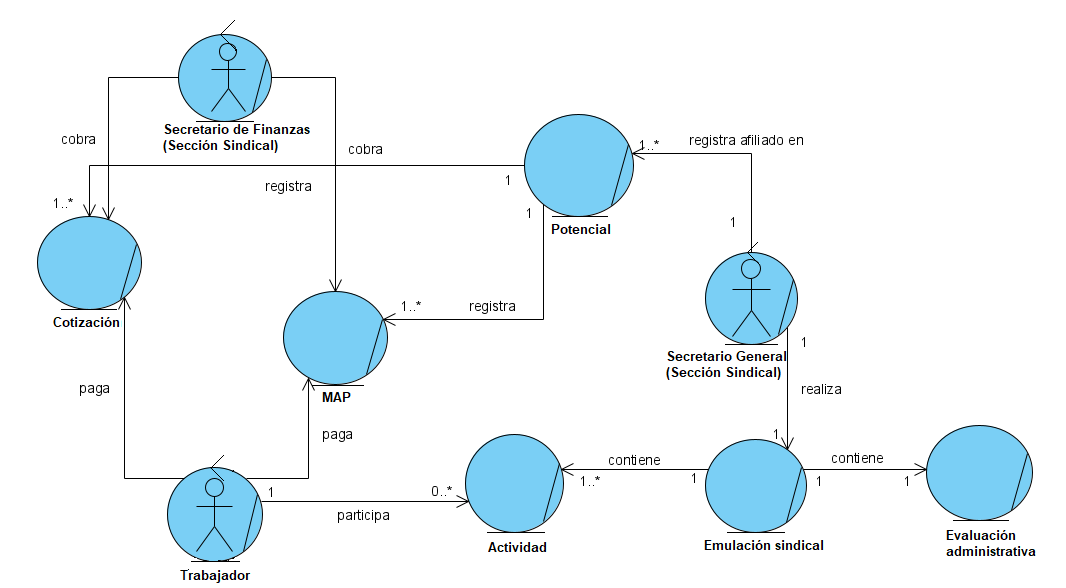 Secretario de Finanzas
(Sección Sindical)
cobra
cobra
1..*
registra afiliado en
registra
1
1..*
1
1
Potencial
1..*
registra
Cotización
1
Secretario General
(Sección Sindical)
paga
MAP
realiza
paga
1
contiene
contiene
1
0..*
1..*
1
1
1
participa
Actividad
Emulación sindical
Evaluación
administrativa
Trabajador